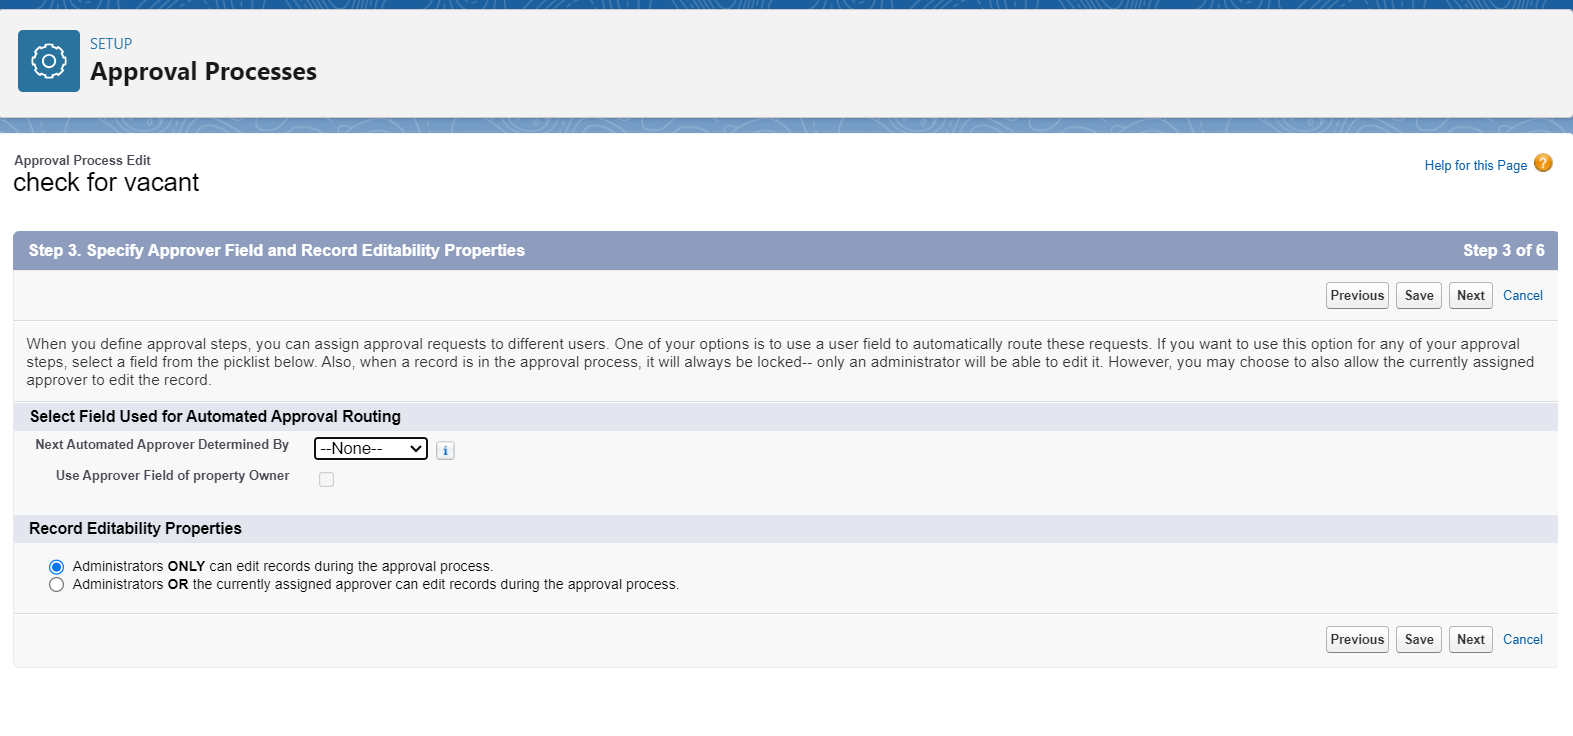 SETUP
Approval Processes
Approval Process Edit
check for vacant
Help for this Page ?
Step 3. Specify Approver Field and Record Editability Properties
Step 3 of 6
Previous Save Next Cancel
When you define approval steps, you can assign approval requests to different users. One of your options is to use a user field to automatically route these requests. If you want to use this option for any of your approval
steps, select a field from the picklist below. Also, when a record is in the approval process, it will always be locked-- only an administrator will be able to edit it. However, you may choose to also allow the currently assigned
approver to edit the record.
Select Field Used for Automated Approval Routing
Next Automated Approver Determined By --None-- i
Use Approver Field of property Owner
Record Editability Properties
Administrators ONLY can edit records during the approval process.
Administrators OR the currently assigned approver can edit records during the approval process.
Previous Save Next Cancel